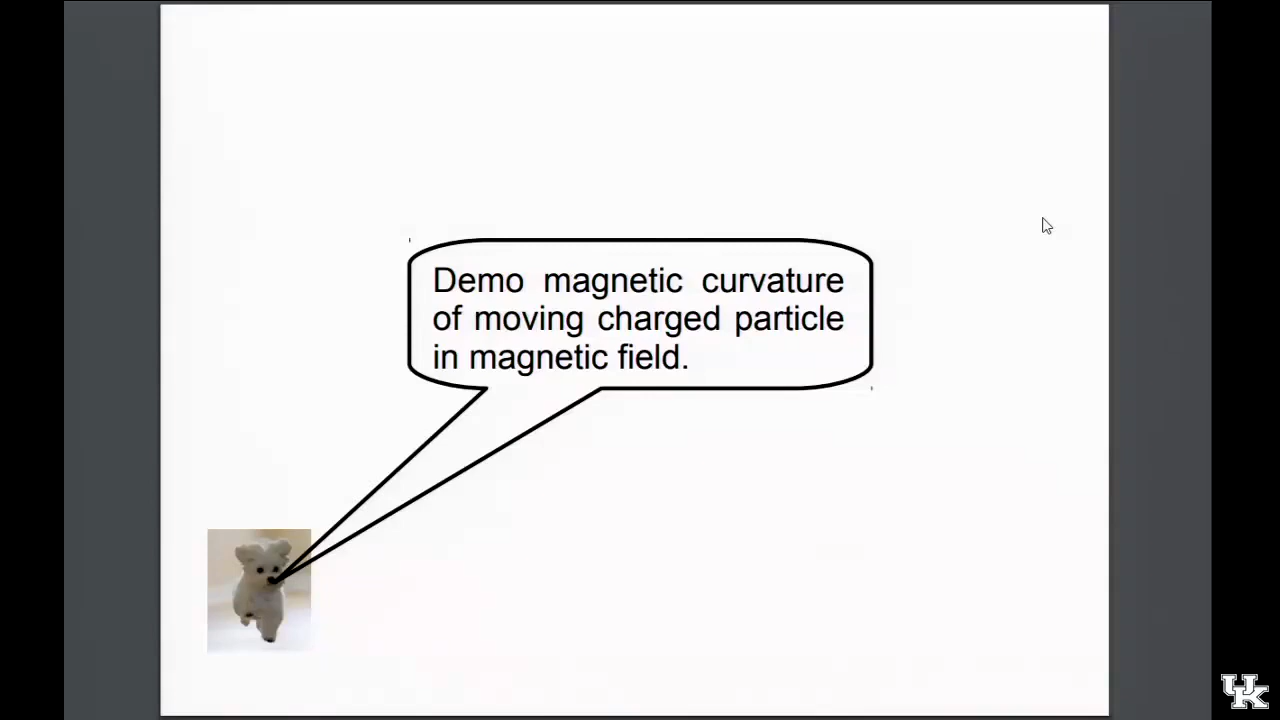 Demo magnetic curvature
of moving charged particle
in magnetic field.
UK